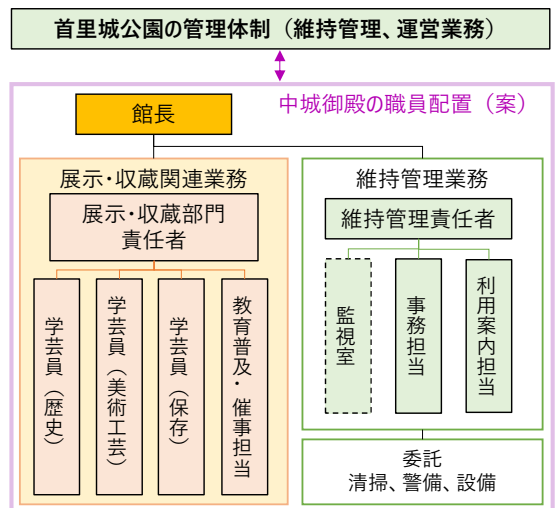 首里城公園の管理体制（維持管理、運営業務）
中城御殿の職員配置（案）
館長
展示・収蔵関連業務
展示・収蔵部門
責任者
学芸員（歴史）
学芸員（美術工芸）
学芸員（保存）
教育普及・催事担当
維持管理業務
維持管理責任者
監視室
事務担当
利用案内担当
委託
清掃、警備、設備